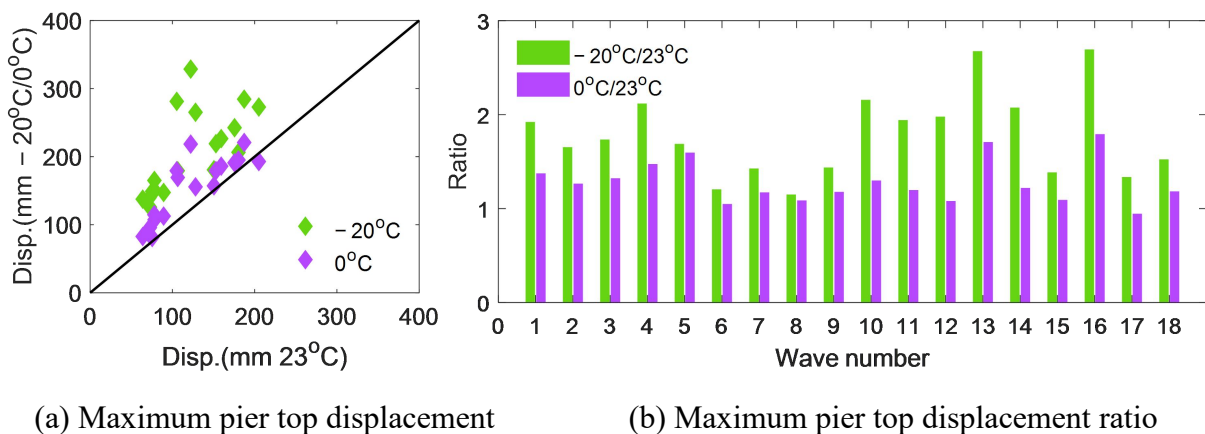 400
300
200
100
0
Disp.(mm − 20°C/0°C)
− 20°C
0°C
0 100 200 300 400
Disp.(mm 23°C)
(a) Maximum pier top displacement
3
2
1
0
Ratio
− 20°C/23°C
0°C/23°C
0 1 2 3 4 5 6 7 8 9 10 11 12 13 14 15 16 17 18
Wave number
(b) Maximum pier top displacement ratio